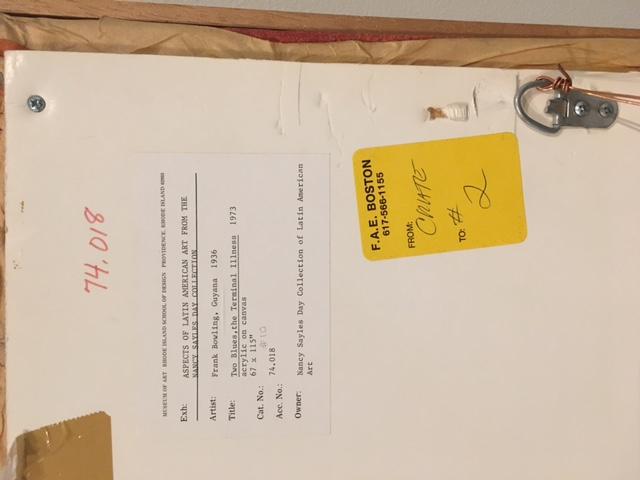 74.018
MUSEUM OF ART RHODE ISLAND SCHOOL OF DESIGN PROVIDENCE, RHODE ISLAND 02903
Exh: ASPECTS OF LATIN AMERICAN ART FROM THE
NANCY SAYLES DAY COLLECTION
Artist: Frank Bowling, Guyana 1936
Title: Two Blues,the Terminal Illness 1973
acrylic on canvas
67 x 115"
Cat. No.: #10
Acc. No.: 74.018
Owner: Nancy Sayles Day Collection of Latin American
Art
F.A.E. BOSTON
617-566-1155
FROM: CRATE
TO: # 2